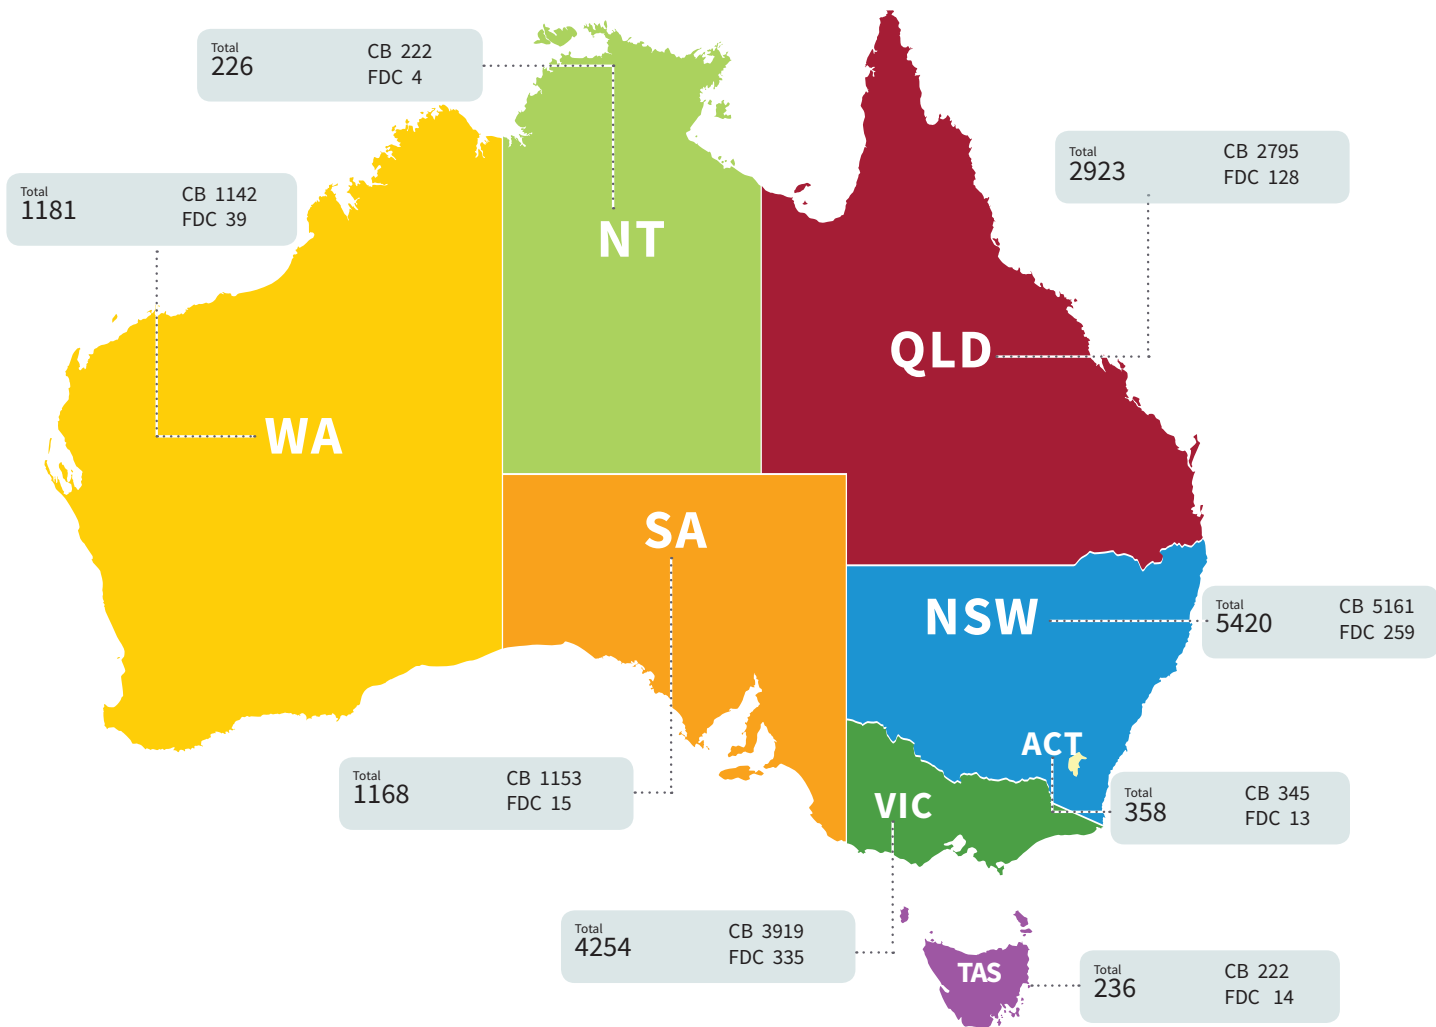 Total
226
CB 222
FDC 4
Total
1181
CB 1142
FDC 39
Total
2923
CB 2795
FDC 128
NT
QLD
WA
SA
NSW
Total
5420
CB 5161
FDC 259
ACT
Total
1168
CB 1153
FDC 15
VIC
Total
358
CB 345
FDC 13
Total
4254
CB 3919
FDC 335
TAS
Total
236
CB 222
FDC 14